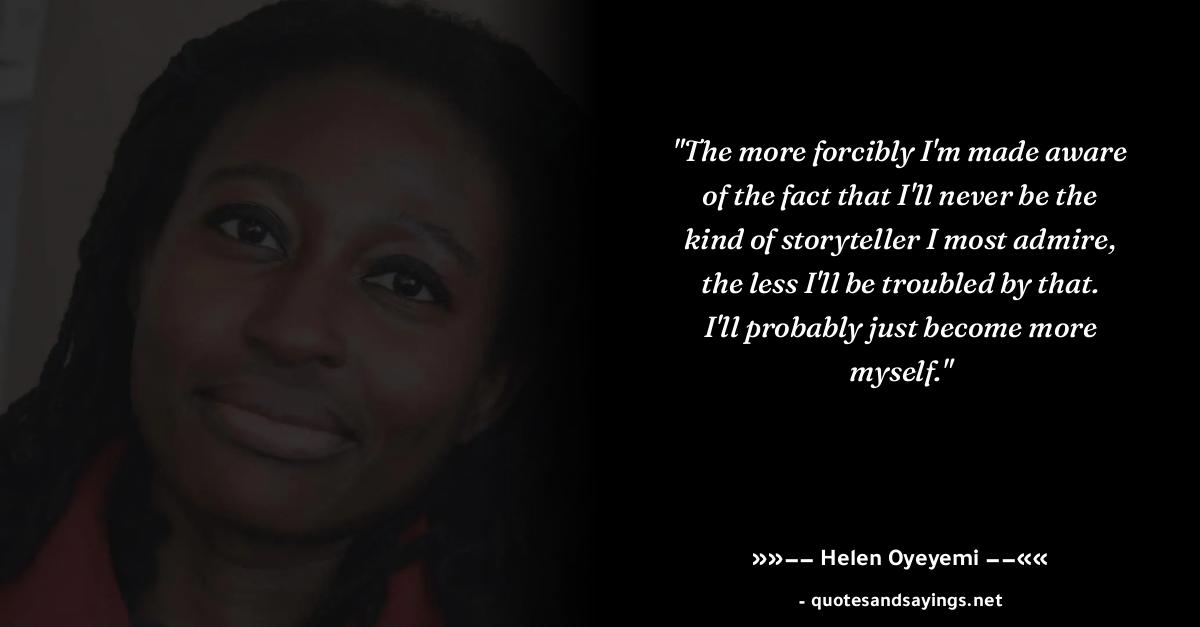 "The more forcibly I'm made aware
of the fact that I'll never be the
kind of storyteller I most admire,
the less I'll be troubled by that.
I'll probably just become more
myself."
»»−− Helen Oyeyemi −−««
- quotesandsayings.net